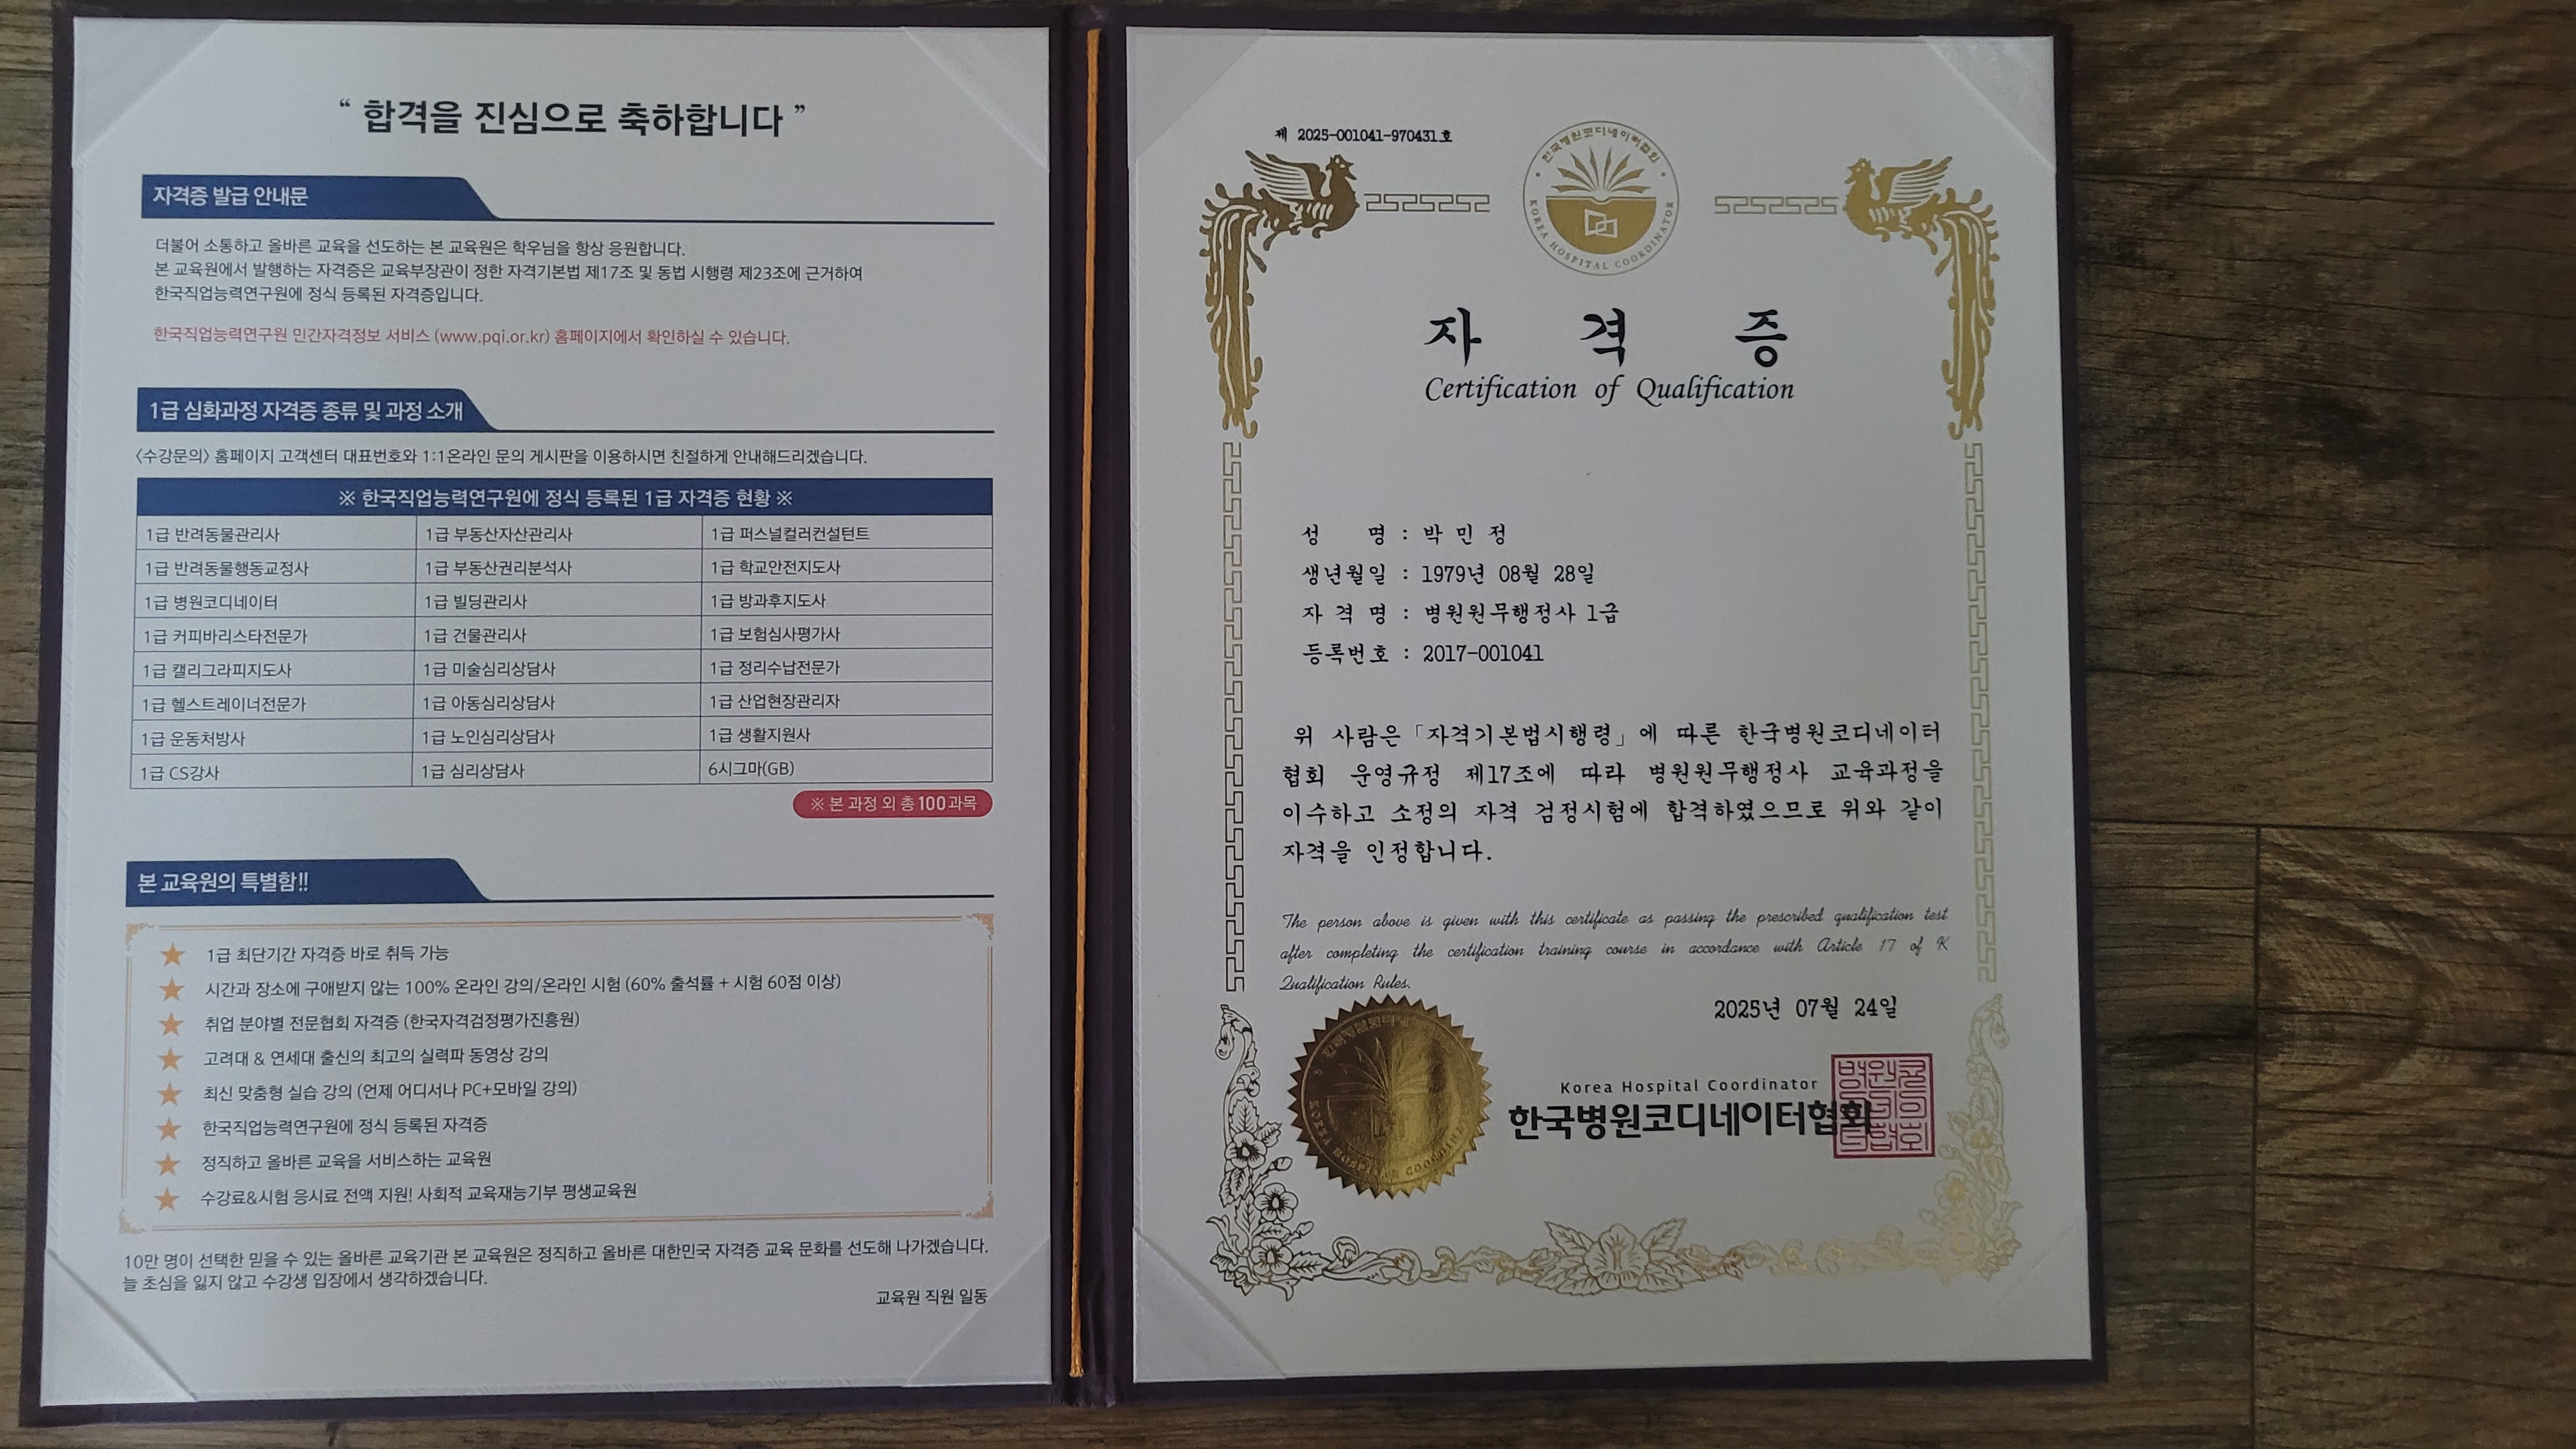 “ 합격을 진심으로 축하합니다 ”
자격증 발급 안내문
더불어 소통하고 올바른 교육을 선도하는 본 교육원은 학우님을 항상 응원합니다.
본 교육원에서 발행하는 자격증은 교육부장관이 정한 자격기본법 제17조 및 동법 시행령 제23조에 근거하여
한국직업능력연구원에 정식 등록된 자격증입니다.
한국직업능력연구원 민간자격정보 서비스 (www.pqi.or.kr) 홈페이지에서 확인하실 수 있습니다.
1급 심화과정 자격증 종류 및 과정 소개
<수강문의> 홈페이지 고객센터 대표번호와 1:1온라인 문의 게시판을 이용하시면 친절하게 안내해드리겠습니다.
※ 한국직업능력연구원에 정식 등록된 1급 자격증 현황 ※
1급 반려동물관리사 1급 부동산자산관리사 1급 퍼스널컬러컨설턴트
1급 반려동물행동교정사 1급 부동산권리분석사 1급 학교안전지도사
1급 병원코디네이터 1급 빌딩관리사 1급 방과후지도사
1급 커피바리스타전문가 1급 건물관리사 1급 보험심사평가사
1급 캘리그라피지도사 1급 미술심리상담사 1급 정리수납전문가
1급 헬스트레이너전문가 1급 아동심리상담사 1급 산업현장관리자
1급 운동처방사 1급 노인심리상담사 1급 생활지원사
1급 CS강사 1급 심리상담사 6시그마(GB)
※ 본 과정 외 총 100과목
본 교육원의 특별함!!
★ 1급 최단기간 자격증 바로 취득 가능
★ 시간과 장소에 구애받지 않는 100% 온라인 강의/온라인 시험 (60% 출석률 + 시험 60점 이상)
★ 취업 분야별 전문협회 자격증 (한국자격검정평가진흥원)
★ 고려대 & 연세대 출신의 최고의 실력파 동영상 강의
★ 최신 맞춤형 실습 강의 (언제 어디서나 PC+모바일 강의)
★ 한국직업능력연구원에 정식 등록된 자격증
★ 정직하고 올바른 교육을 서비스하는 교육원
★ 수강료&시험 응시료 전액 지원! 사회적 교육재능기부 평생교육원
10만 명이 선택한 믿을 수 있는 올바른 교육기관 본 교육원은 정직하고 올바른 대한민국 자격증 교육 문화를 선도해 나가겠습니다.
늘 초심을 잃지 않고 수강생 입장에서 생각하겠습니다.
교육원 직원 일동
제 2025-001041-970431호
한국병원코디네이터협회
KOREA HOSPITAL COORDINATOR
자 격 증
Certification of Qualification
성 명 : 박 민 정
생년월일 : 1979년 08월 28일
자 격 명 : 병원원무행정사 1급
등록번호 : 2017-001041
위 사람은 「자격기본법시행령」에 따른 한국병원코디네이터
협회 운영규정 제17조에 따라 병원원무행정사 교육과정을
이수하고 소정의 자격 검정시험에 합격하였으므로 위와 같이
자격을 인정합니다.
The person above is given with this certificate as passing the prescribed qualification test
after completing the certification training course in accordance with Article 17 of K
Qualification Rules.
2025년 07월 24일
Korea Hospital Coordinator
한국병원코디네이터협회